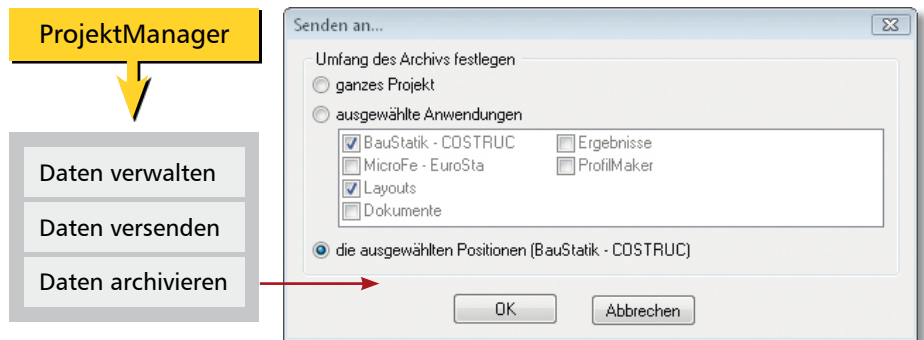 ProjektManager
Daten verwalten
Daten versenden
Daten archivieren
Senden an...
Umfang des Archivs festlegen
ganzes Projekt
ausgewählte Anwendungen
BauStatik - COSTRUC
Ergebnisse
MicroFe - EuroSta
ProfilMaker
Layouts
Dokumente
die ausgewählten Positionen (BauStatik - COSTRUC)
OK
Abbrechen